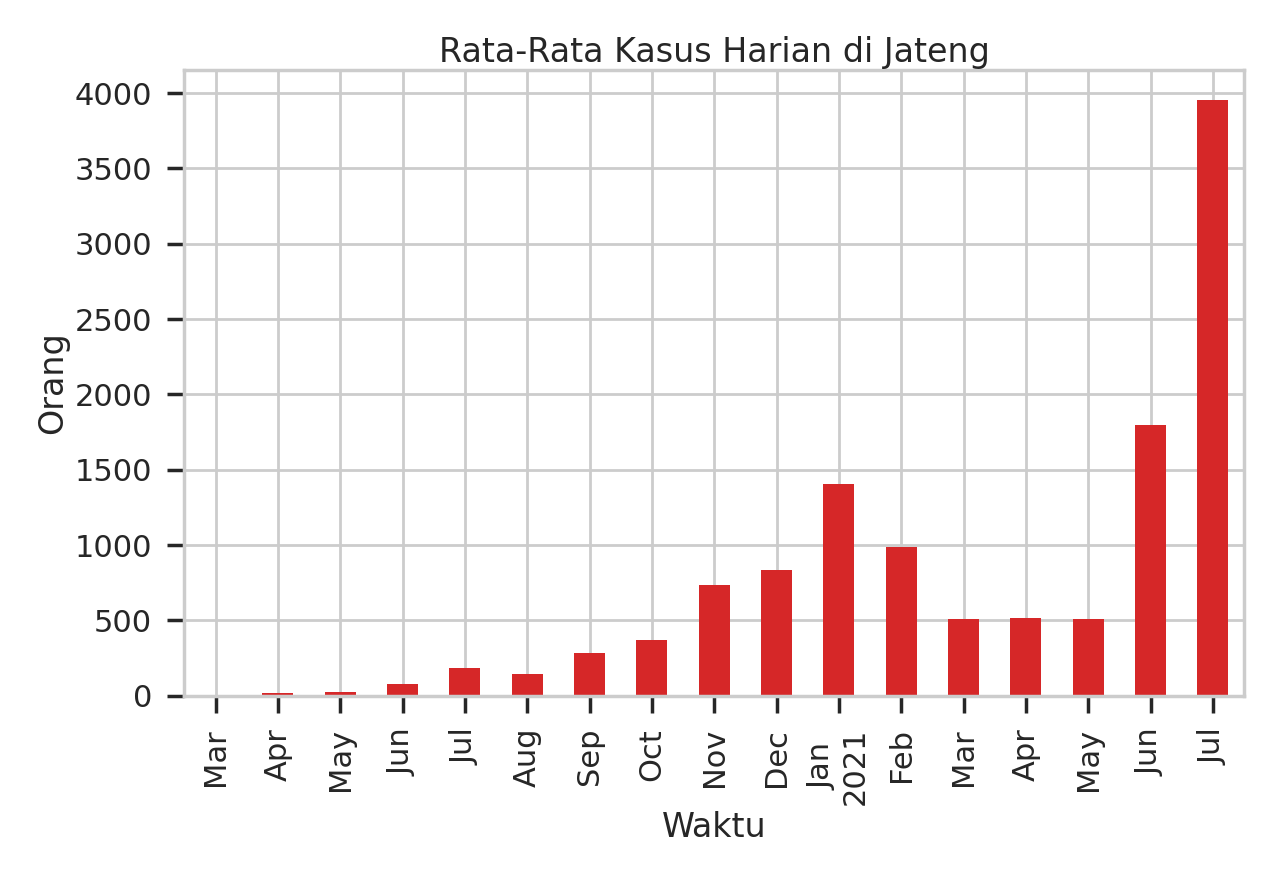 Rata-Rata Kasus Harian di Jateng
4000
3500
3000
2500
2000
1500
1000
500
0
Orang
Mar
Apr
May
Jun
Jul
Aug
Sep
Oct
Nov
Dec
Jan
2021
Feb
Mar
Apr
May
Jun
Jul
Waktu